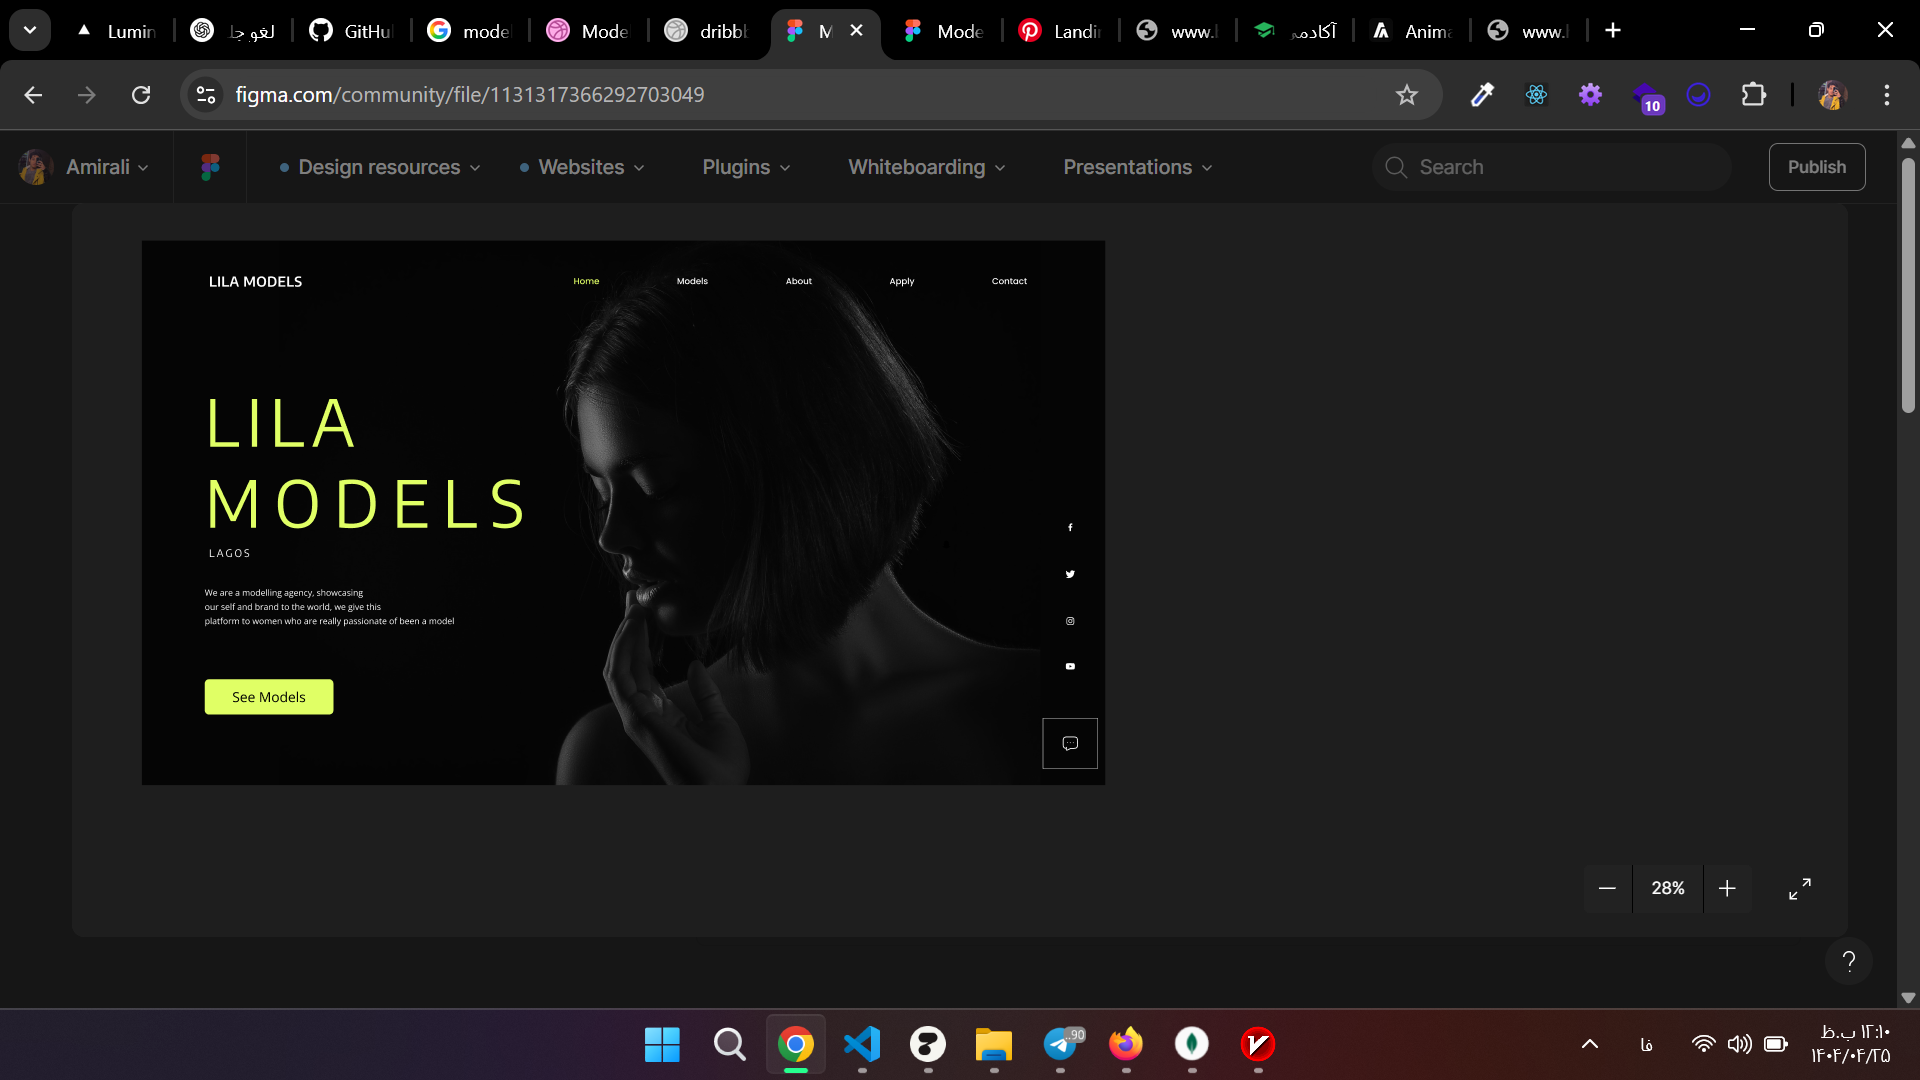 Lumin
لغو جا
GitHu
mode
Mode
dribbb
M
Mode
Landi
www.l
آکادمی
Anima
www.l
figma.com/community/file/1131317366292703049
10
Amirali
Design resources
Websites
Plugins
Whiteboarding
Presentations
Search
Publish
LILA MODELS
Home
Models
About
Apply
Contact
LILA
MODELS
LAGOS
We are a modelling agency, showcasing
our self and brand to the world, we give this
platform to women who are really passionate of been a model
See Models
28%
?
..90
فا
۱۲:۱۰ ب.ظ
۱۴۰۴/۰۴/۲۵